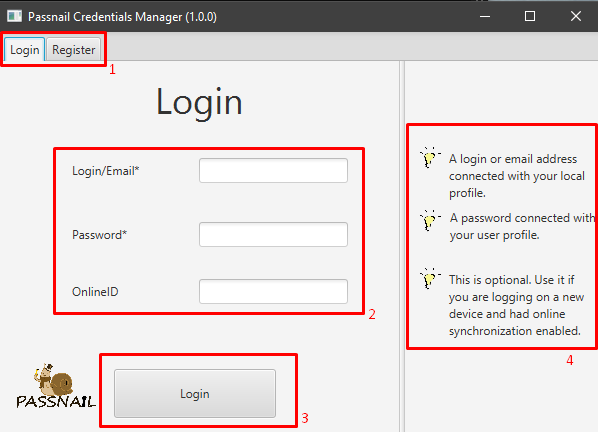 Passnail Credentials Manager (1.0.0)
Login Register
1
Login
Login/Email*
Password*
OnlineID
2
A login or email address
connected with your local
profile.
A password connected with
your user profile.
This is optional. Use it if
you are logging on a new
device and had online
synchronization enabled.
4
PASSNAIL
Login
3